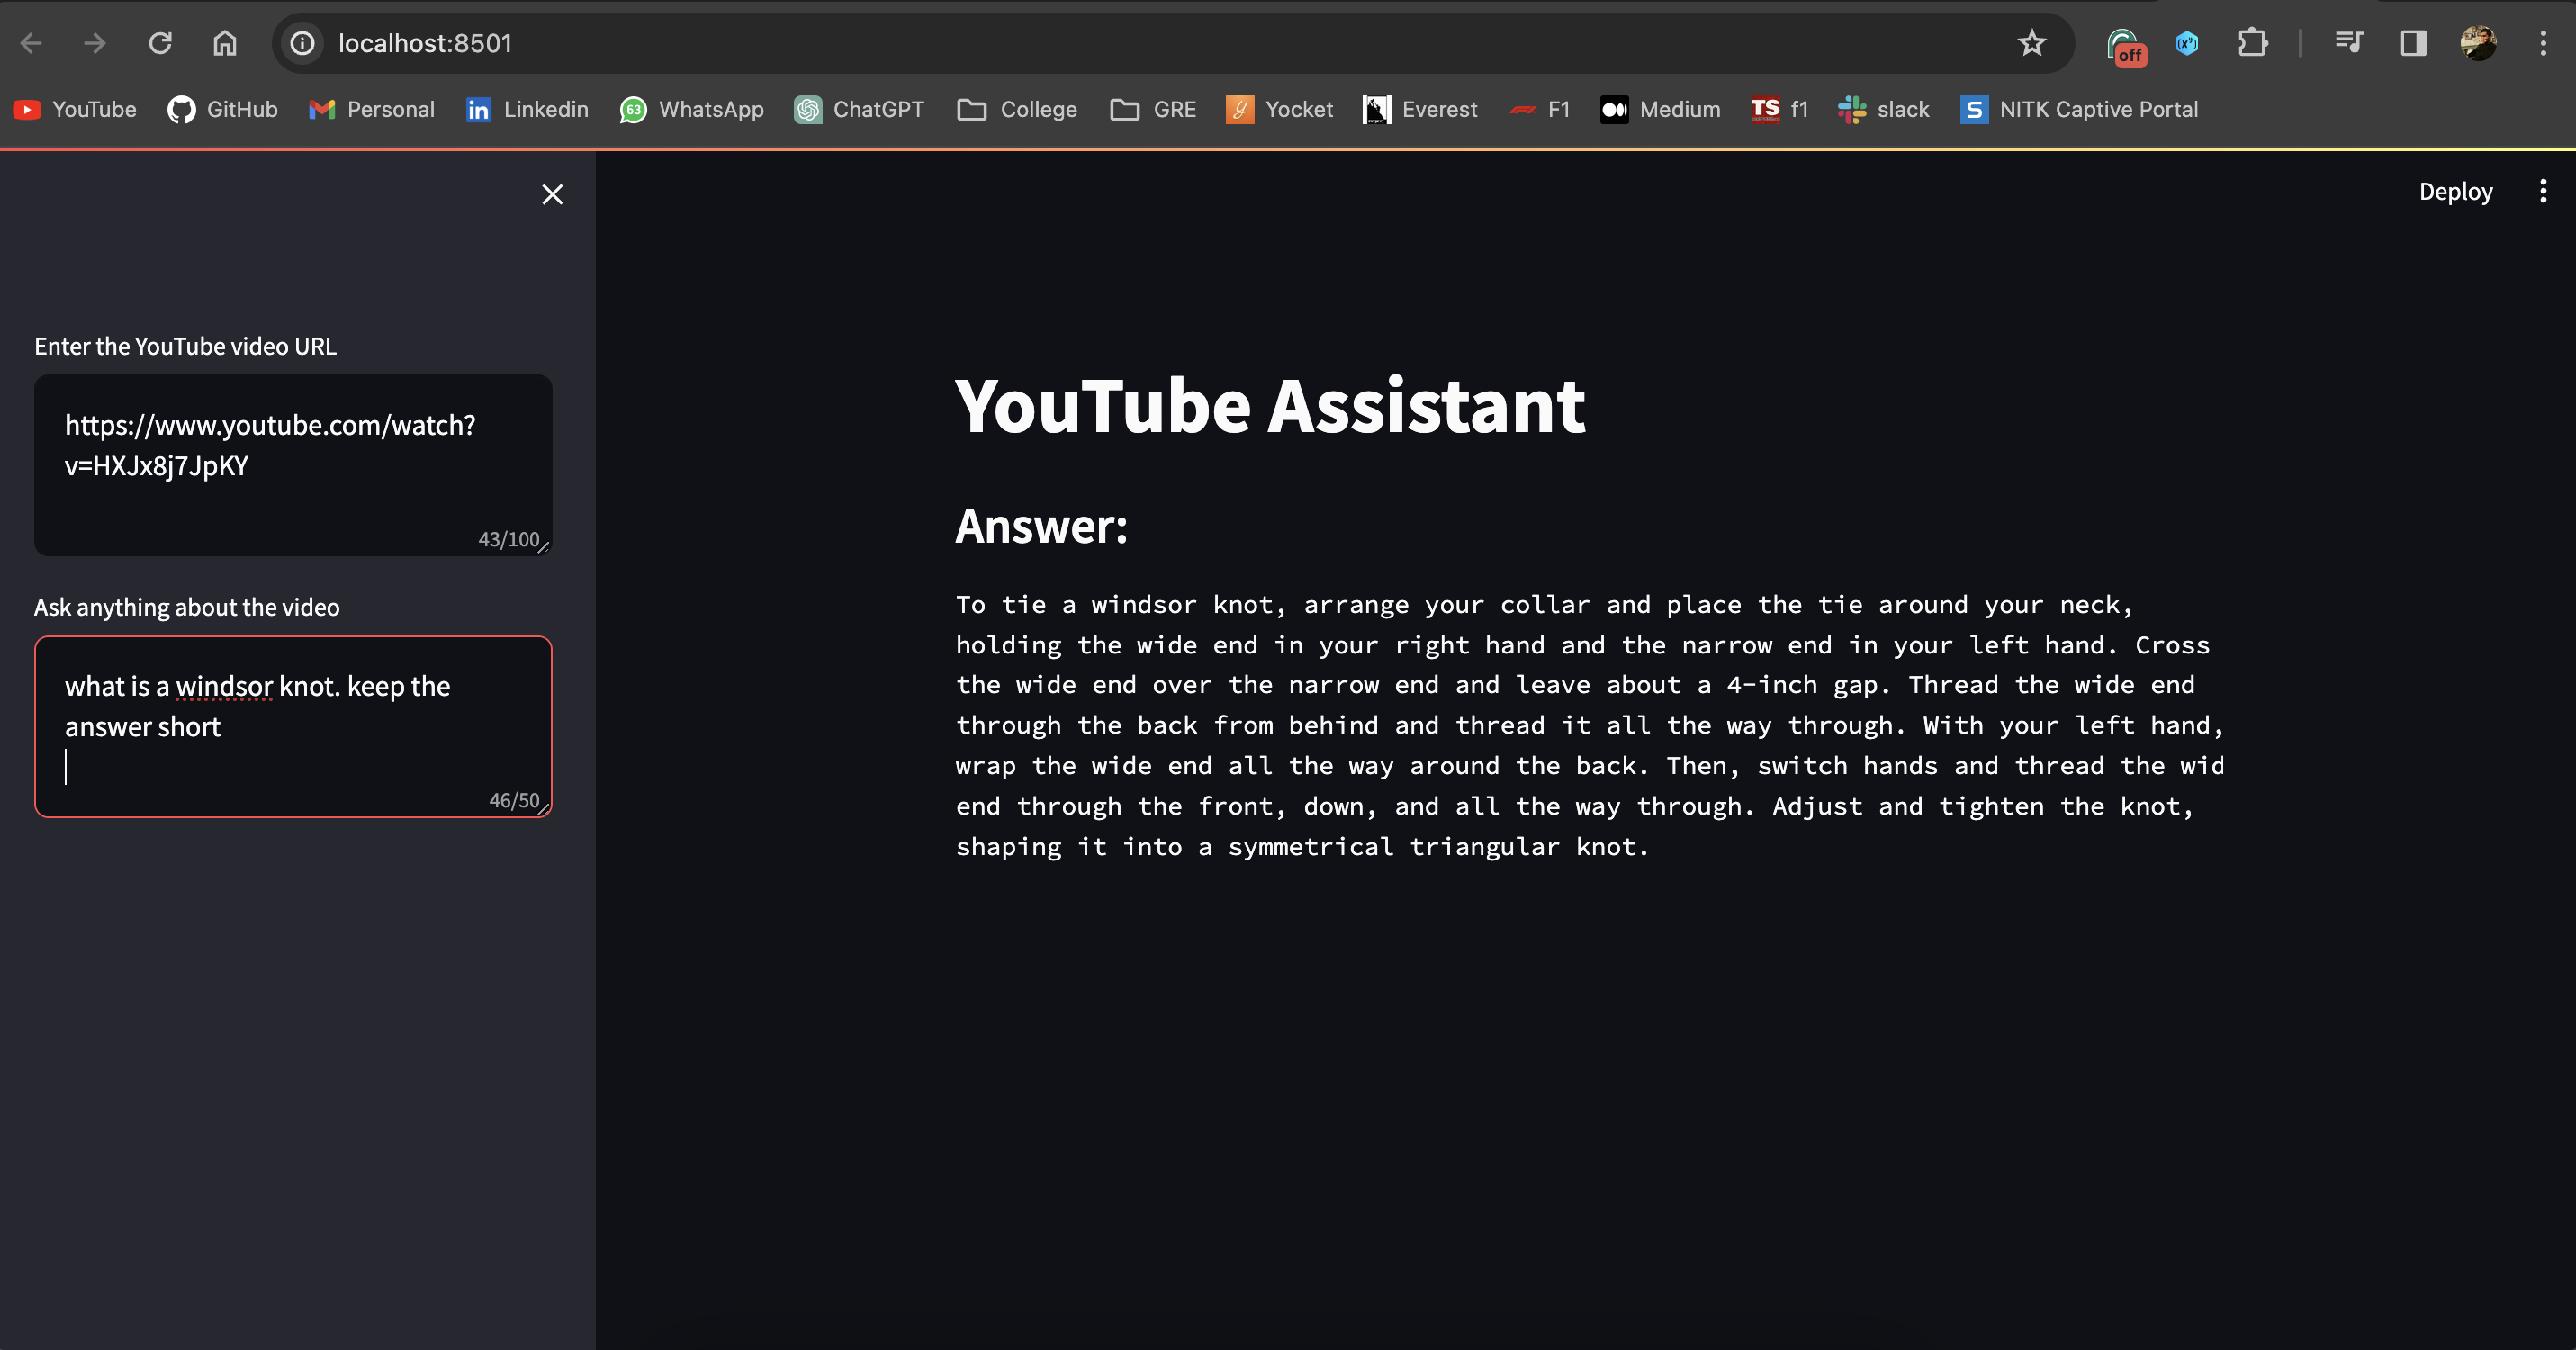 localhost:8501
off
YouTube GitHub Personal Linkedin 63 WhatsApp ChatGPT College GRE Yocket Everest F1 Medium TS f1 slack S NITK Captive Portal
Deploy
Enter the YouTube video URL
https://www.youtube.com/watch?
v=HXJx8j7JpKY
43/100
Ask anything about the video
what is a windsor knot. keep the
answer short
46/50
YouTube Assistant
Answer:
To tie a windsor knot, arrange your collar and place the tie around your neck,
holding the wide end in your right hand and the narrow end in your left hand. Cross
the wide end over the narrow end and leave about a 4-inch gap. Thread the wide end
through the back from behind and thread it all the way through. With your left hand,
wrap the wide end all the way around the back. Then, switch hands and thread the wid
end through the front, down, and all the way through. Adjust and tighten the knot,
shaping it into a symmetrical triangular knot.